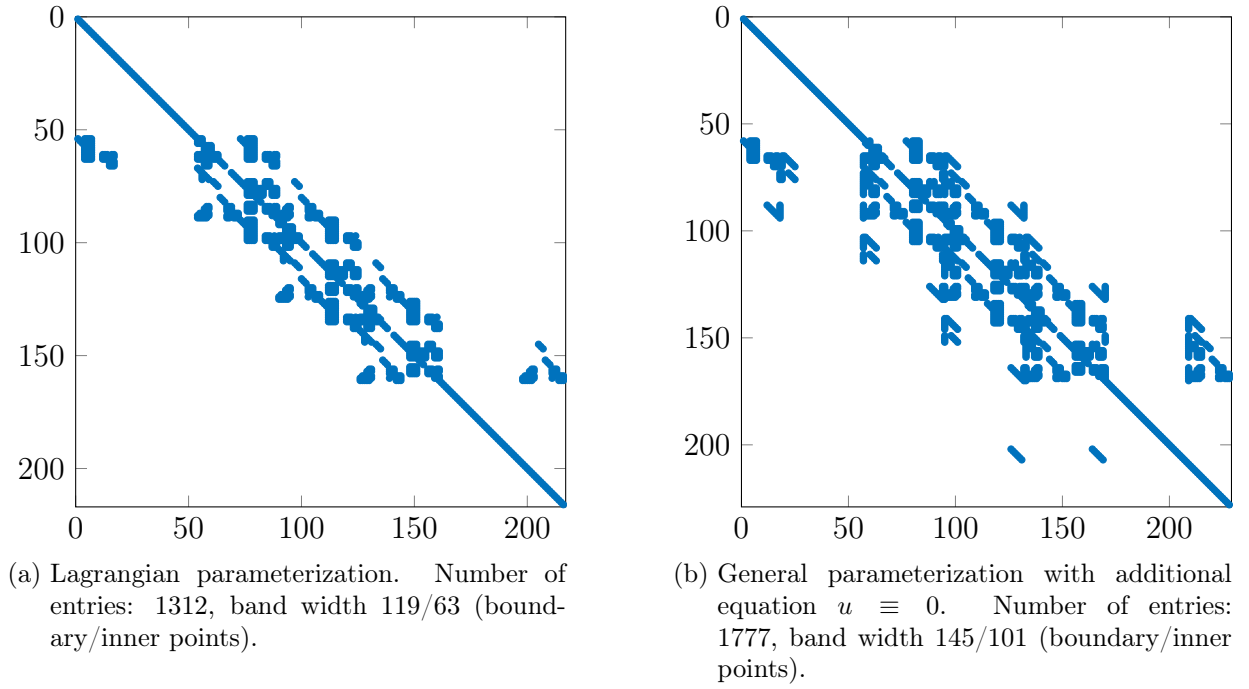 0
50
100
150
200
0 50 100 150 200
(a) Lagrangian parameterization. Number of
entries: 1312, band width 119/63 (bound-
ary/inner points).
0
50
100
150
200
0 50 100 150 200
(b) General parameterization with additional
equation u ≡ 0. Number of entries:
1777, band width 145/101 (boundary/inner
points).